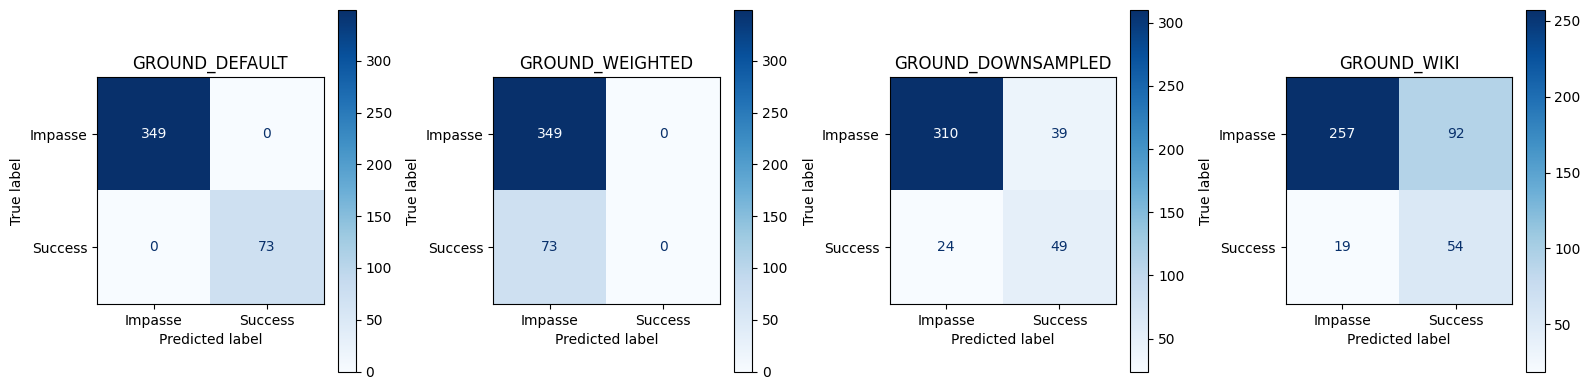 GROUND_DEFAULT
True label
Impasse
Success
349
0
0
73
Impasse
Success
Predicted label
300
250
200
150
100
50
0
GROUND_WEIGHTED
True label
Impasse
Success
349
0
73
0
Impasse
Success
Predicted label
300
250
200
150
100
50
0
GROUND_DOWNSAMPLED
True label
Impasse
Success
310
39
24
49
Impasse
Success
Predicted label
300
250
200
150
100
50
GROUND_WIKI
True label
Impasse
Success
257
92
19
54
Impasse
Success
Predicted label
250
200
150
100
50